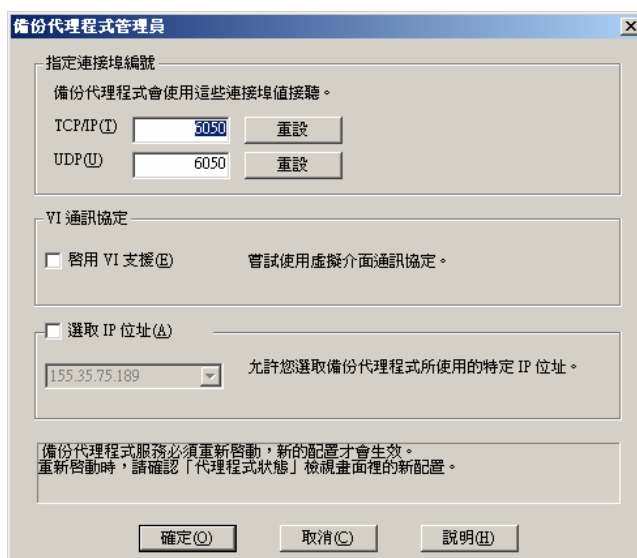 備份代理程式管理員
指定連接埠編號
備份代理程式會使用這些連接埠值接聽。
TCP/IP(T) 6050 重設
UDP(U) 6050 重設
VI 通訊協定
啓用 VI 支援(E) 嘗試使用虛擬介面通訊協定。
選取 IP 位址(A)
155.35.75.189 允許您選取備份代理程式所使用的特定 IP 位址。
備份代理程式服務必須重新啓動，新的配置才會生效。
重新啓動時，請確認「代理程式狀態」檢視畫面裡的新配置。
確定(O) 取消(C) 說明(H)